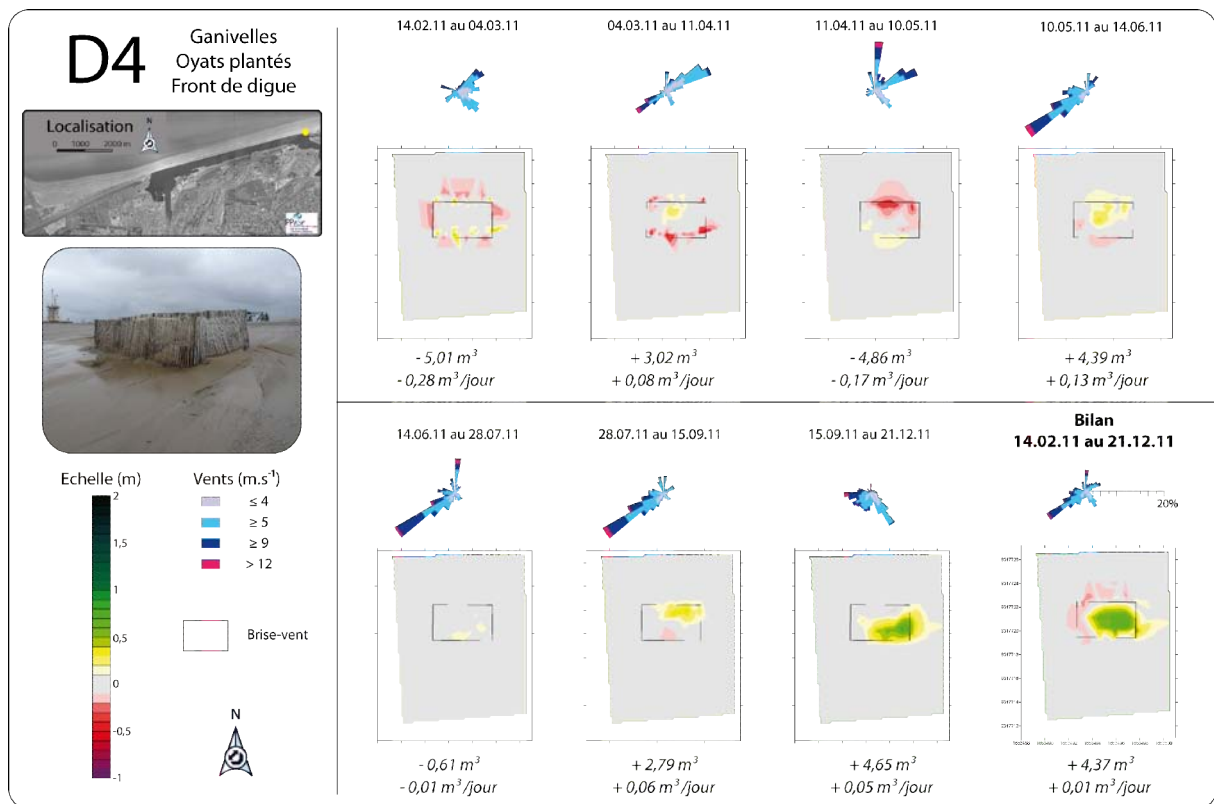 D4
Ganivelles
Oyats plantés
Front de digue
Localisation
N
0 1000 2000 m
Echelle (m)
2
1,5
1
0,5
0
-0,5
-1
Vents (m.s⁻¹)
≤ 4
≥ 5
≥ 9
> 12
Brise-vent
N
14.02.11 au 04.03.11
04.03.11 au 11.04.11
11.04.11 au 10.05.11
10.05.11 au 14.06.11
- 5,01 m³
- 0,28 m³/jour
+ 3,02 m³
+ 0,08 m³/jour
- 4,86 m³
- 0,17 m³/jour
+ 4,39 m³
+ 0,13 m³/jour
14.06.11 au 28.07.11
28.07.11 au 15.09.11
15.09.11 au 21.12.11
Bilan
14.02.11 au 21.12.11
20%
- 0,61 m³
- 0,01 m³/jour
+ 2,79 m³
+ 0,06 m³/jour
+ 4,65 m³
+ 0,05 m³/jour
+ 4,37 m³
+ 0,01 m³/jour